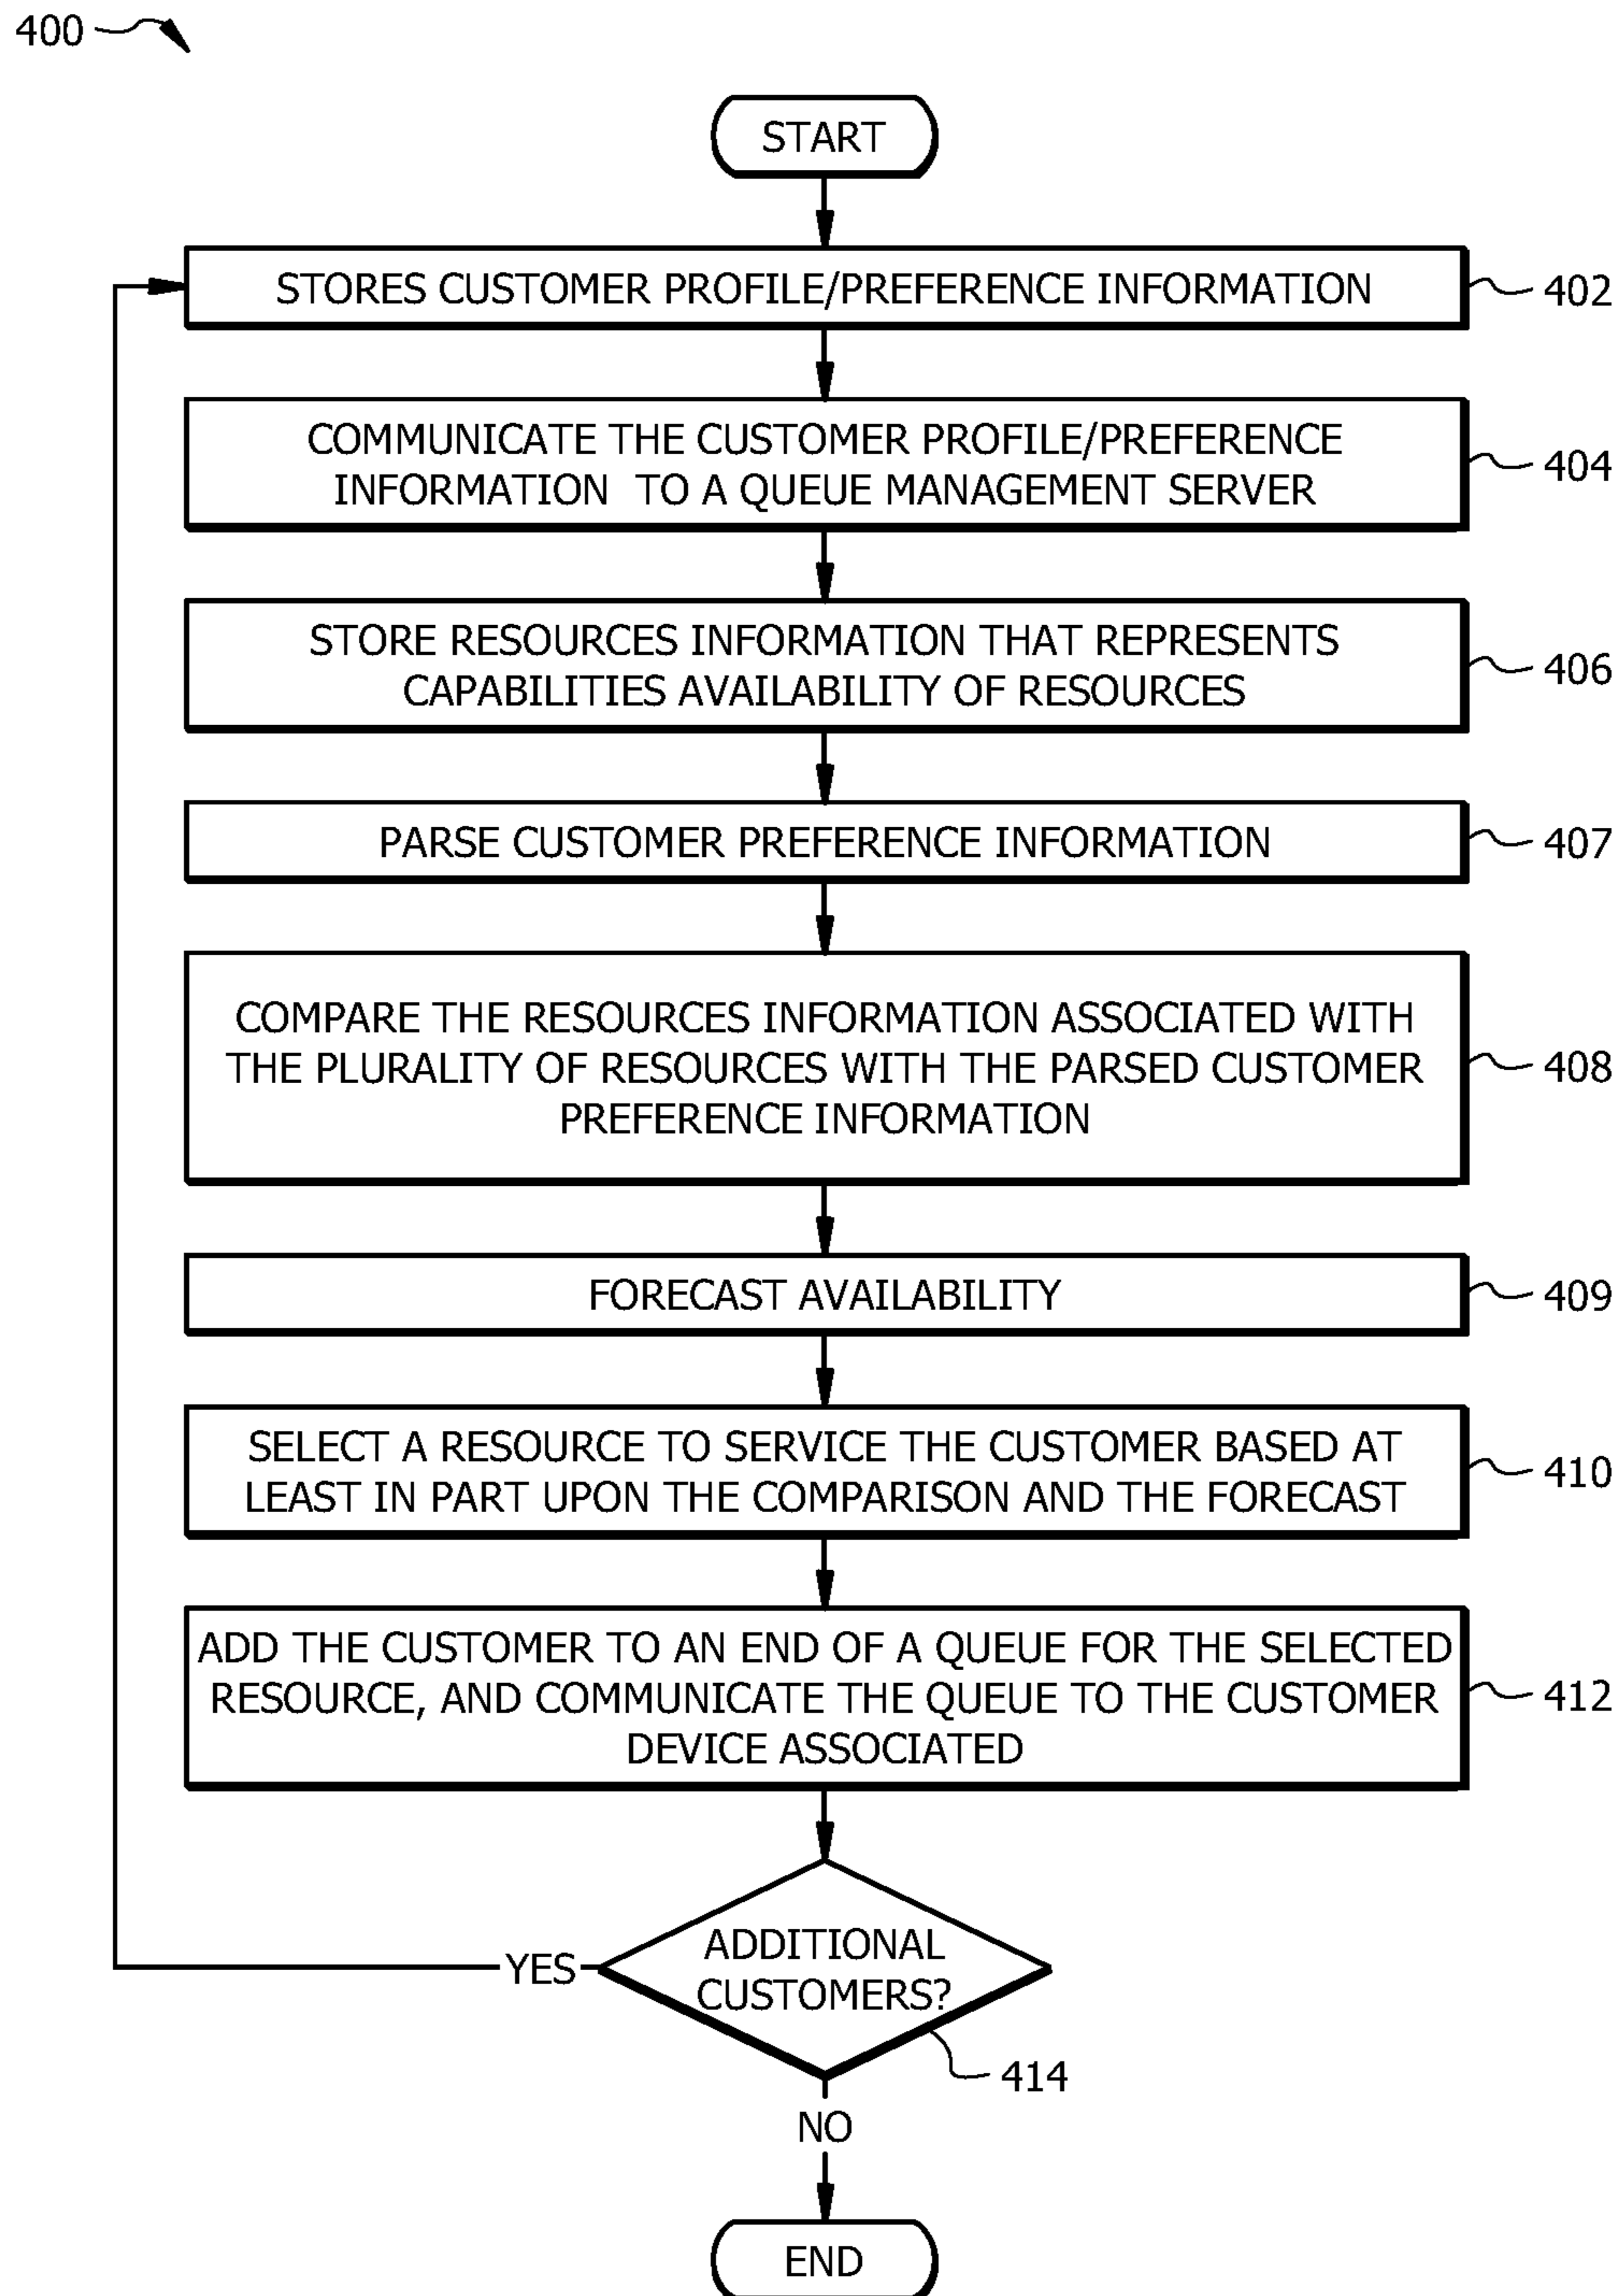 400
START
STORES CUSTOMER PROFILE/PREFERENCE INFORMATION
402
COMMUNICATE THE CUSTOMER PROFILE/PREFERENCE
INFORMATION TO A QUEUE MANAGEMENT SERVER
404
STORE RESOURCES INFORMATION THAT REPRESENTS
CAPABILITIES AVAILABILITY OF RESOURCES
406
PARSE CUSTOMER PREFERENCE INFORMATION
407
COMPARE THE RESOURCES INFORMATION ASSOCIATED WITH
THE PLURALITY OF RESOURCES WITH THE PARSED CUSTOMER
PREFERENCE INFORMATION
408
FORECAST AVAILABILITY
409
SELECT A RESOURCE TO SERVICE THE CUSTOMER BASED AT
LEAST IN PART UPON THE COMPARISON AND THE FORECAST
410
ADD THE CUSTOMER TO AN END OF A QUEUE FOR THE SELECTED
RESOURCE, AND COMMUNICATE THE QUEUE TO THE CUSTOMER
DEVICE ASSOCIATED
412
ADDITIONAL
CUSTOMERS?
YES
414
NO
END